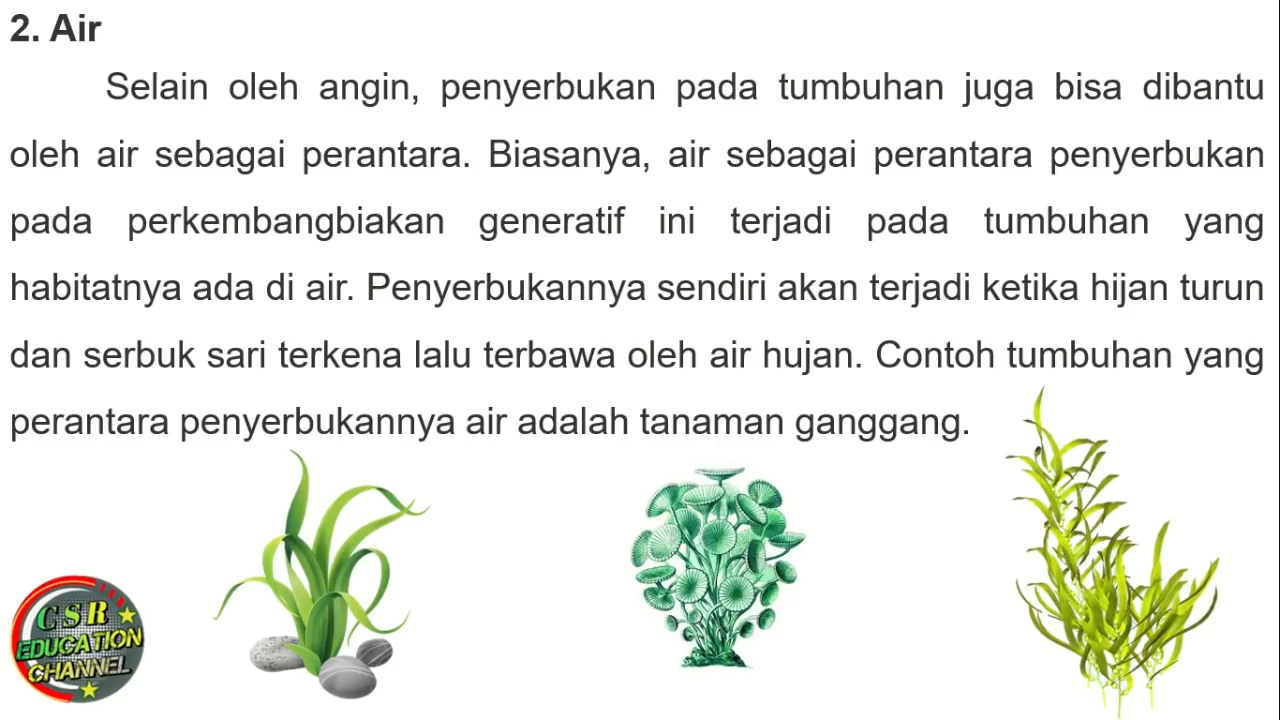 2. Air
Selain oleh angin, penyerbukan pada tumbuhan juga bisa dibantu
oleh air sebagai perantara. Biasanya, air sebagai perantara penyerbukan
pada perkembangbiakan generatif ini terjadi pada tumbuhan yang
habitatnya ada di air. Penyerbukannya sendiri akan terjadi ketika hijan turun
dan serbuk sari terkena lalu terbawa oleh air hujan. Contoh tumbuhan yang
perantara penyerbukannya air adalah tanaman ganggang.
CSR
EDUCATION
CHANNEL